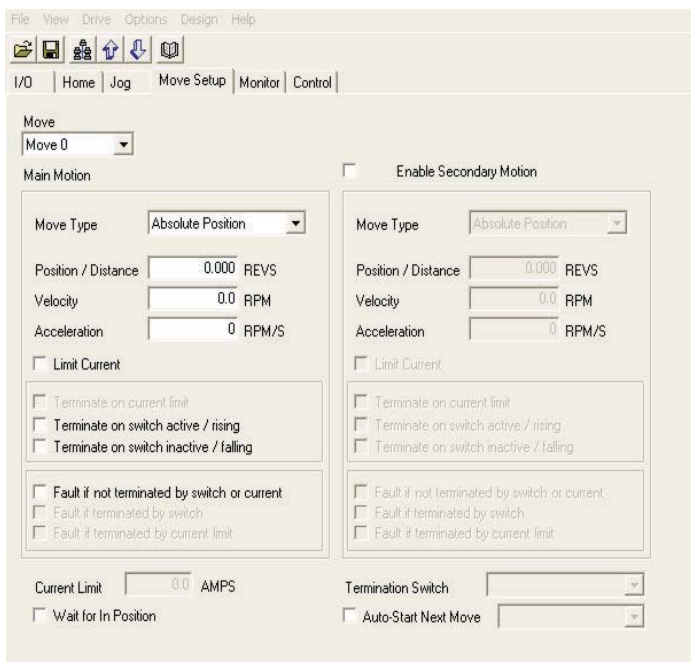 File View Drive Options Design Help
I/O Home Jog Move Setup Monitor Control
Move
Move 0
Main Motion
Move Type Absolute Position
Position / Distance 0.000 REVS
Velocity 0.0 RPM
Acceleration 0 RPM/S
Limit Current
Terminate on current limit
Terminate on switch active / rising
Terminate on switch inactive / falling
Fault if not terminated by switch or current
Fault if terminated by switch
Fault if terminated by current limit
Current Limit 0.0 AMPS
Wait for In Position
Enable Secondary Motion
Move Type Absolute Position
Position / Distance 0.000 REVS
Velocity 0.0 RPM
Acceleration 0 RPM/S
Limit Current
Terminate on current limit
Terminate on switch active / rising
Terminate on switch inactive / falling
Fault if not terminated by switch or current
Fault if terminated by switch
Fault if terminated by current limit
Termination Switch
Auto-Start Next Move